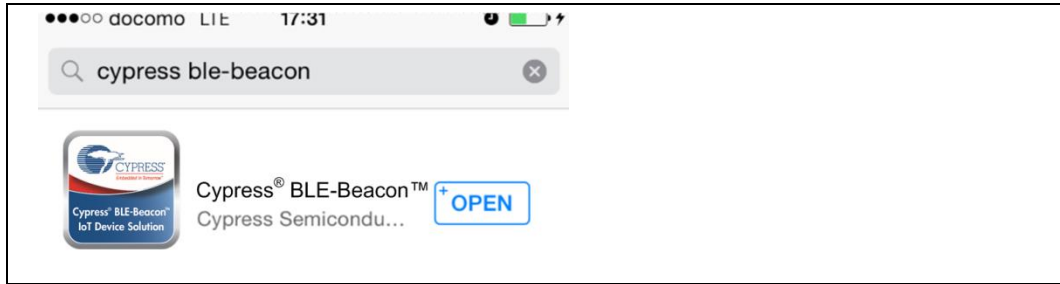 ●●●○○ docomo LTE 17:31
cypress ble-beacon
CYPRESS
Embedded in Tomorrow™
Cypress® BLE-Beacon™
IoT Device Solution
Cypress® BLE-Beacon™
Cypress Semicondu...
+OPEN